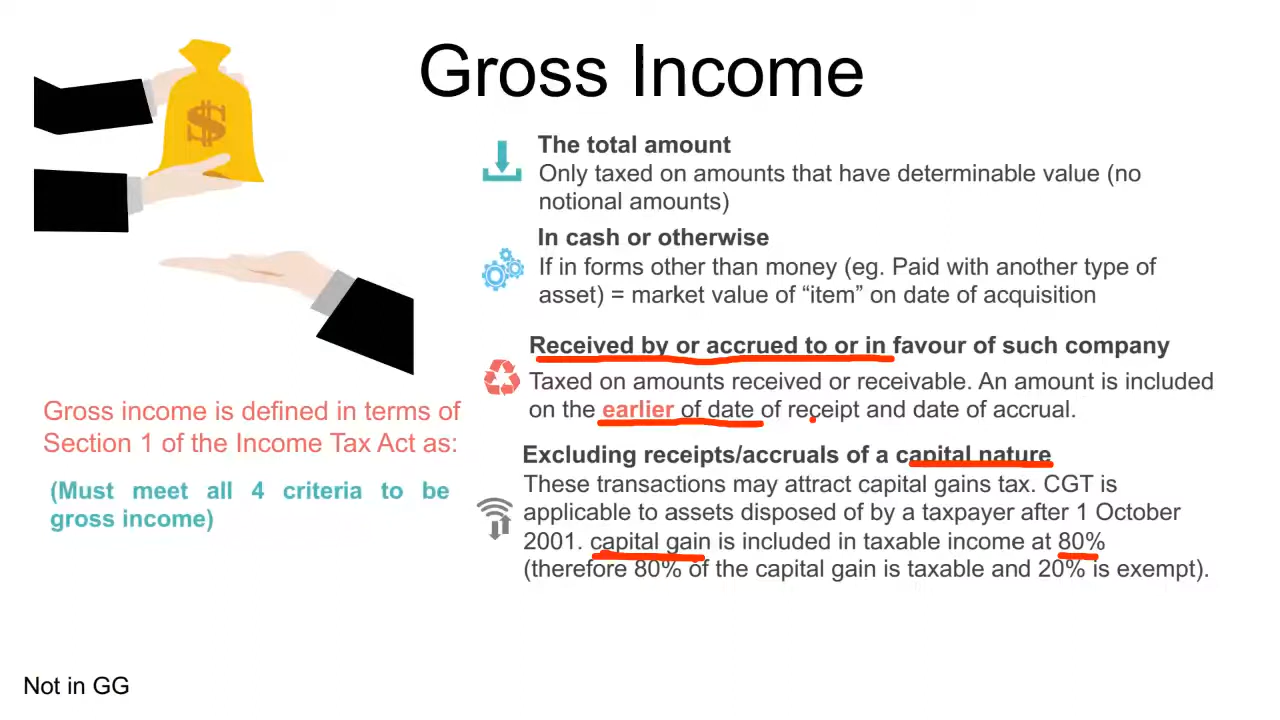 Gross Income
The total amount
Only taxed on amounts that have determinable value (no
notional amounts)
In cash or otherwise
If in forms other than money (eg. Paid with another type of
asset) = market value of “item” on date of acquisition
Received by or accrued to or in favour of such company
Taxed on amounts received or receivable. An amount is included
on the earlier of date of receipt and date of accrual.
Excluding receipts/accruals of a capital nature
These transactions may attract capital gains tax. CGT is
applicable to assets disposed of by a taxpayer after 1 October
2001. capital gain is included in taxable income at 80%
(therefore 80% of the capital gain is taxable and 20% is exempt).
$
Gross income is defined in terms of
Section 1 of the Income Tax Act as:
(Must meet all 4 criteria to be
gross income)
Not in GG